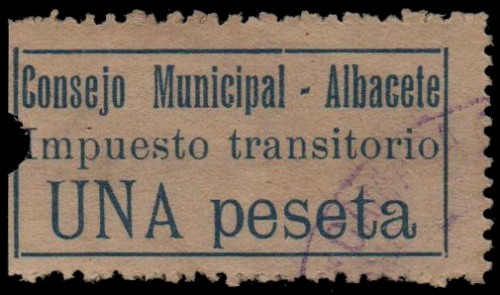 Consejo Municipal - Albacete
Impuesto transitorio
UNA peseta